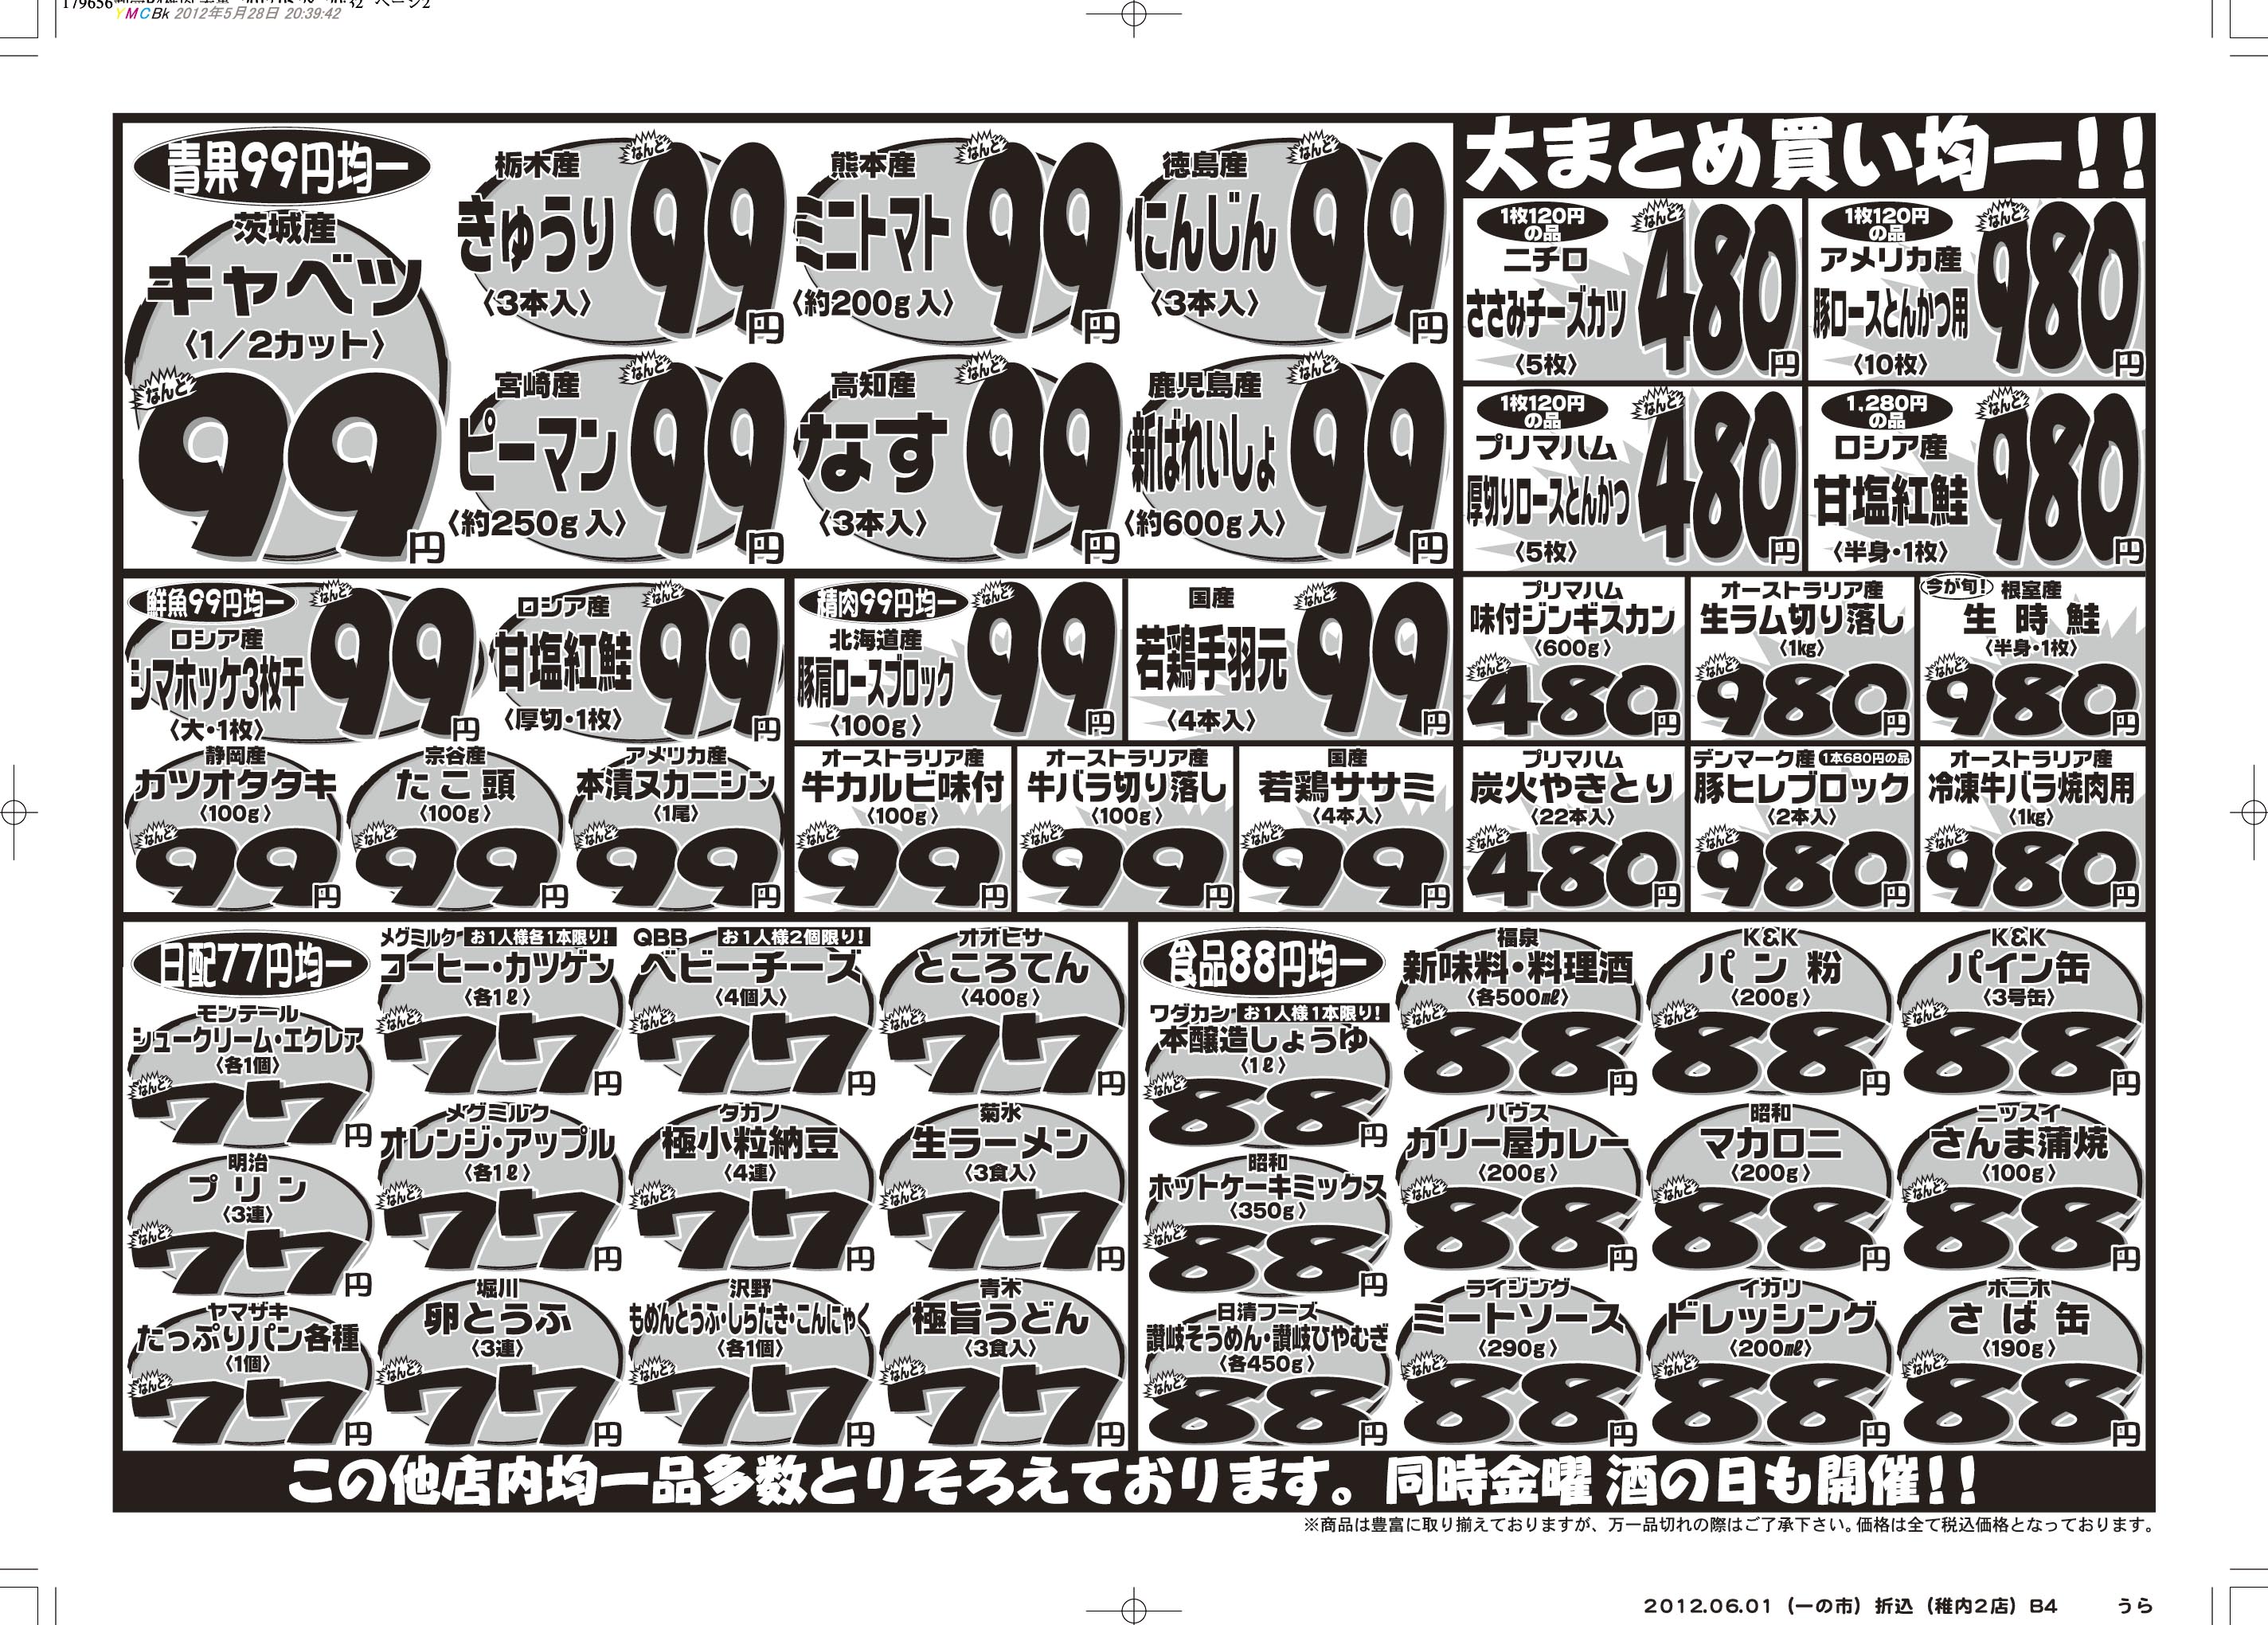 YMCBk 2012年5月28日 20:39:42
青果99円均一
茨城産
キャベツ
〈1/2カット〉
なんと
99円
栃木産
きゅうり
〈3本入〉
なんと
99円
熊本産
ミニトマト
〈約200g入〉
なんと
99円
徳島産
にんじん
〈3本入〉
なんと
99円
宮崎産
ピーマン
〈約250g入〉
なんと
99円
高知産
なす
〈3本入〉
なんと
99円
鹿児島産
新ばれいしょ
〈約600g入〉
なんと
99円
大まとめ買い均一!!
1枚120円
の品
ニチロ
ささみチーズカツ
〈5枚〉
なんと
480円
1枚120円
の品
アメリカ産
豚ロースとんかつ用
〈10枚〉
なんと
980円
1枚120円
の品
プリマハム
厚切りロースとんかつ
〈5枚〉
なんと
480円
1,280円
の品
ロシア産
甘塩紅鮭
〈半身・1枚〉
なんと
980円
プリマハム
味付ジンギスカン
〈600g〉
なんと
480円
オーストラリア産
生ラム切り落し
〈1kg〉
なんと
980円
今が旬! 根室産
生時鮭
〈半身・1枚〉
なんと
980円
プリマハム
炭火やきとり
〈22本入〉
なんと
480円
デンマーク産 1本680円の品
豚ヒレブロック
〈2本入〉
なんと
980円
オーストラリア産
冷凍牛バラ焼肉用
〈1kg〉
なんと
980円
鮮魚99円均一
ロシア産
シマホッケ3枚干
〈大・1枚〉
なんと
99円
ロシア産
甘塩紅鮭
〈厚切・1枚〉
なんと
99円
静岡産
カツオタタキ
〈100g〉
なんと
99円
宗谷産
たこ頭
〈100g〉
なんと
99円
アメリカ産
本漬ヌカニシン
〈1尾〉
なんと
99円
精肉99円均一
北海道産
豚肩ロースブロック
〈100g〉
なんと
99円
国産
若鶏手羽元
〈4本入〉
なんと
99円
オーストラリア産
牛カルビ味付
〈100g〉
なんと
99円
オーストラリア産
牛バラ切り落し
〈100g〉
なんと
99円
国産
若鶏ササミ
〈4本入〉
なんと
99円
日配77円均一
モンテール
シュークリーム・エクレア
〈各1個〉
なんと
77円
明治
プリン
〈3連〉
なんと
77円
ヤマザキ
たっぷりパン各種
〈1個〉
なんと
77円
メグミルク お1人様各1本限り!
コーヒー・カツゲン
〈各1ℓ〉
なんと
77円
QBB お1人様2個限り!
ベビーチーズ
〈4個入〉
なんと
77円
オオヒサ
ところてん
〈400g〉
なんと
77円
メグミルク
オレンジ・アップル
〈各1ℓ〉
なんと
77円
タカノ
極小粒納豆
〈4連〉
なんと
77円
菊水
生ラーメン
〈3食入〉
なんと
77円
堀川
卵とうふ
〈3連〉
なんと
77円
沢野
もめんとうふ・しらたき・こんにゃく
〈各1個〉
なんと
77円
青木
極旨うどん
〈3食入〉
なんと
77円
食品88円均一
ワダカン お1人様1本限り!
本醸造しょうゆ
〈1ℓ〉
なんと
88円
昭和
ホットケーキミックス
〈350g〉
なんと
88円
日清フーズ
讃岐そうめん・讃岐ひやむぎ
〈各450g〉
なんと
88円
福泉
新味料・料理酒
〈各500㎖〉
なんと
88円
K&K
パン粉
〈200g〉
なんと
88円
K&K
パイン缶
〈3号缶〉
なんと
88円
ハウス
カリー屋カレー
〈200g〉
なんと
88円
昭和
マカロニ
〈200g〉
なんと
88円
ニッスイ
さんま蒲焼
〈100g〉
なんと
88円
ライジング
ミートソース
〈290g〉
なんと
88円
イカリ
ドレッシング
〈200㎖〉
なんと
88円
ホニホ
さば缶
〈190g〉
なんと
88円
この他店内均一品多数とりそろえております。同時金曜 酒の日も開催!!
※商品は豊富に取り揃えておりますが、万一品切れの際はご了承下さい。価格は全て税込価格となっております。
2012.06.01（一の市）折込（稚内2店）B4 うら